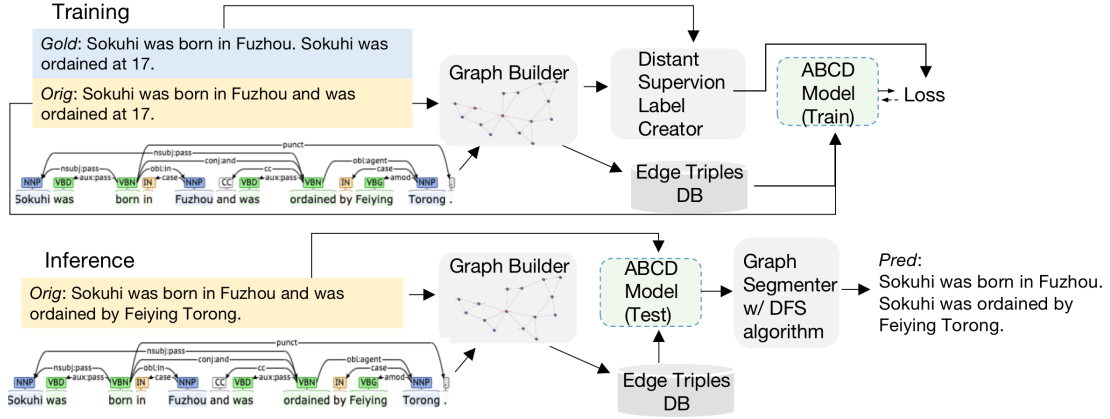 Training
Gold: Sokuhi was born in Fuzhou. Sokuhi was
ordained at 17.
Orig: Sokuhi was born in Fuzhou and was
ordained at 17.
punct
nsubj:pass
conj:and
nsubj:pass
aux:pass
obl:in
case
cc
aux:pass
obl:agent
case
amod
NNP VBD VBN IN NNP CC VBD VBN IN VBG NNP .
Sokuhi was born in Fuzhou and was ordained by Feiying Torong .
Graph Builder
Distant
Supervion
Label
Creator
Edge Triples
DB
ABCD
Model
(Train)
Loss
Inference
Orig: Sokuhi was born in Fuzhou and was
ordained by Feiying Torong.
punct
nsubj:pass
conj:and
nsubj:pass
aux:pass
obl:in
case
cc
aux:pass
obl:agent
case
amod
NNP VBD VBN IN NNP CC VBD VBN IN VBG NNP .
Sokuhi was born in Fuzhou and was ordained by Feiying Torong .
Graph Builder
Edge Triples
DB
ABCD
Model
(Test)
Graph
Segmenter
w/ DFS
algorithm
Pred:
Sokuhi was born in Fuzhou.
Sokuhi was ordained by
Feiying Torong.